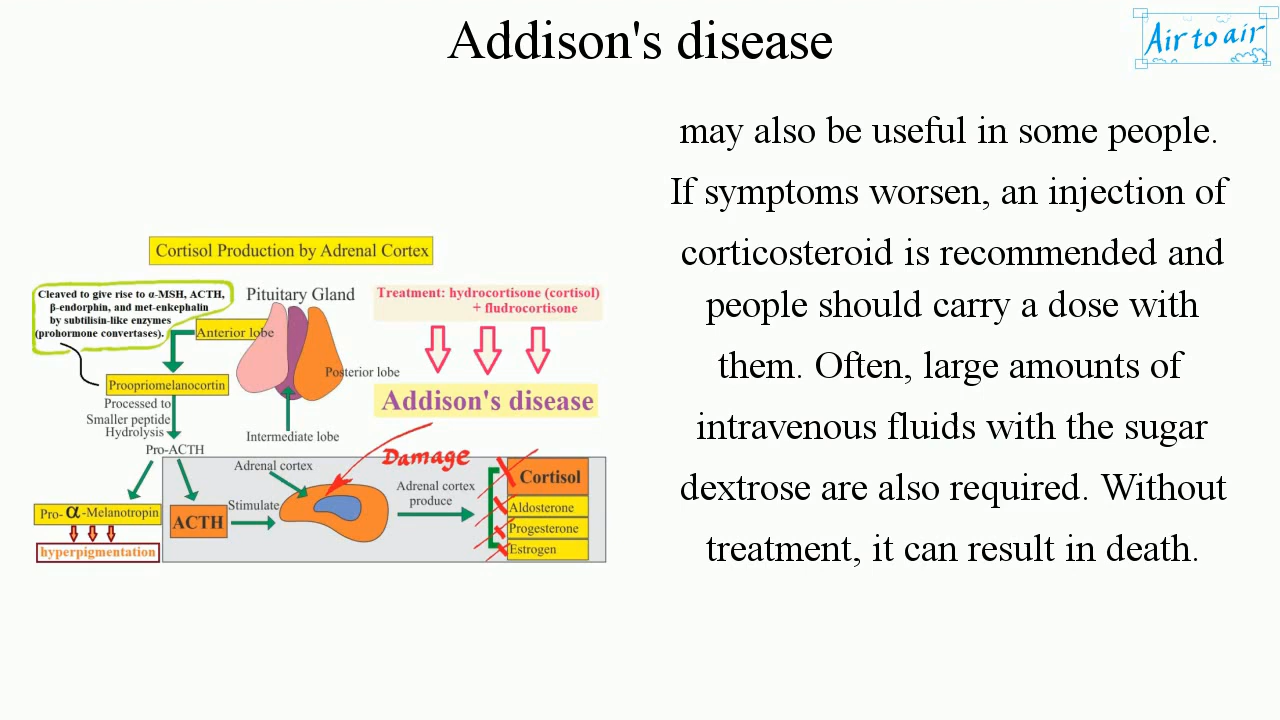 Addison's disease
Air to air
may also be useful in some people.
If symptoms worsen, an injection of
corticosteroid is recommended and
people should carry a dose with
them. Often, large amounts of
intravenous fluids with the sugar
dextrose are also required. Without
treatment, it can result in death.
Cortisol Production by Adrenal Cortex
Cleaved to give rise to α-MSH, ACTH,
β-endorphin, and met-enkephalin
by subtilisin-like enzymes
(prohormone convertases).
Pituitary Gland
Anterior lobe
Posterior lobe
Intermediate lobe
Treatment: hydrocortisone (cortisol)
+ fludrocortisone
Addison's disease
Damage
Proopriomelanocortin
Processed to
Smaller peptide
Hydrolysis
Pro-ACTH
Pro-α-Melanotropin
hyperpigmentation
ACTH
Stimulate
Adrenal cortex
Adrenal cortex
produce
Cortisol
Aldosterone
Progesterone
Estrogen